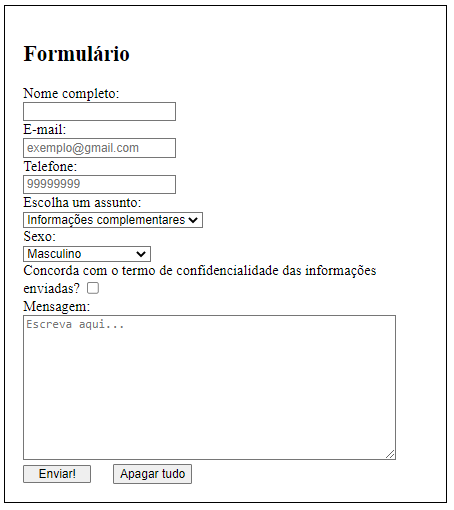 Formulário
Nome completo:
E-mail:
exemplo@gmail.com
Telefone:
99999999
Escolha um assunto:
Informações complementares
Sexo:
Masculino
Concorda com o termo de confidencialidade das informações
enviadas?
Mensagem:
Escreva aqui...
Enviar! Apagar tudo